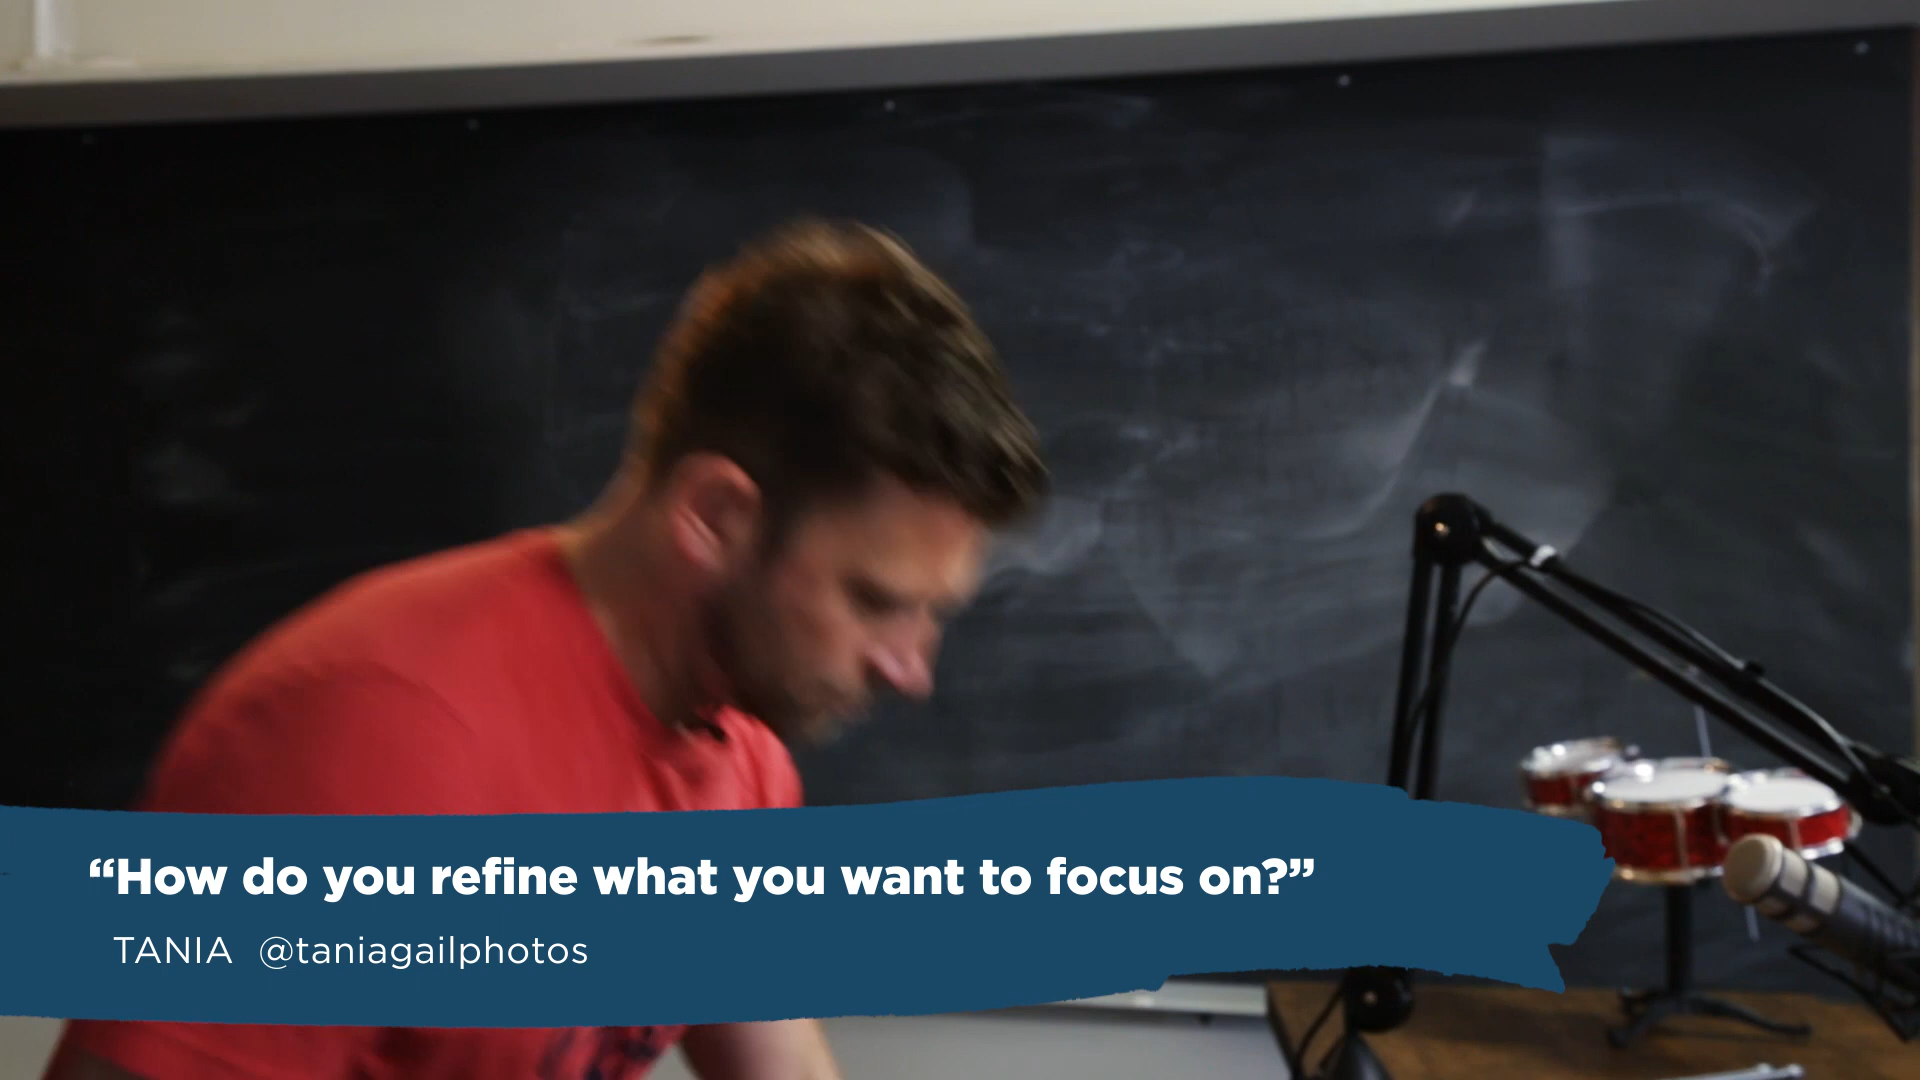 “How do you refine what you want to focus on?”
TANIA @taniagailphotos